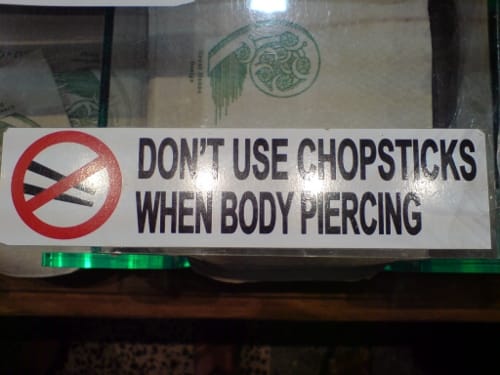 DON'T USE CHOPSTICKS
WHEN BODY PIERCING